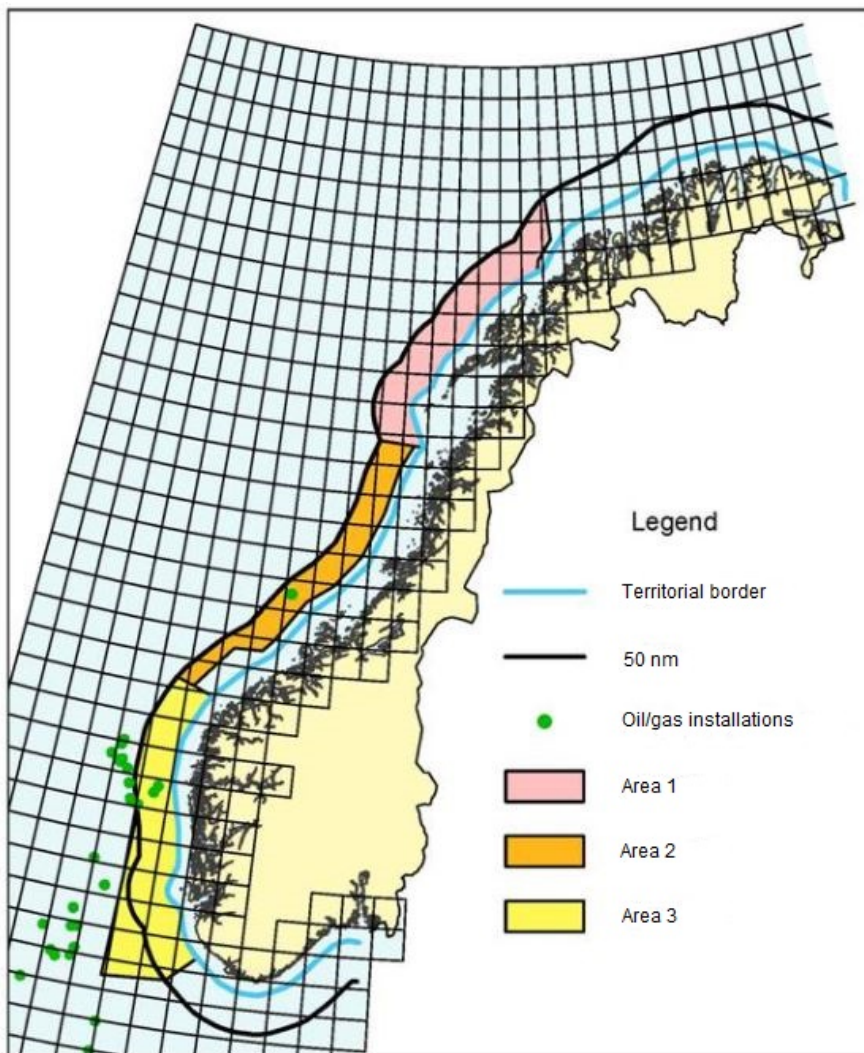 Legend
Territorial border
50 nm
Oil/gas installations
Area 1
Area 2
Area 3